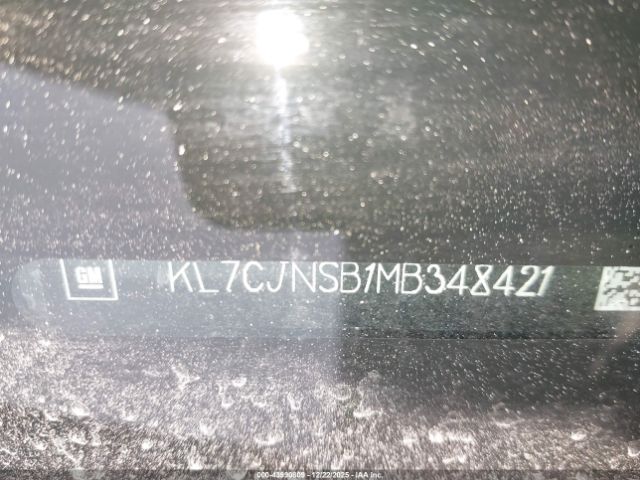 GM KL7CJNSB1MB348421
000-43930809 - 12/22/2025 - IAA Inc.